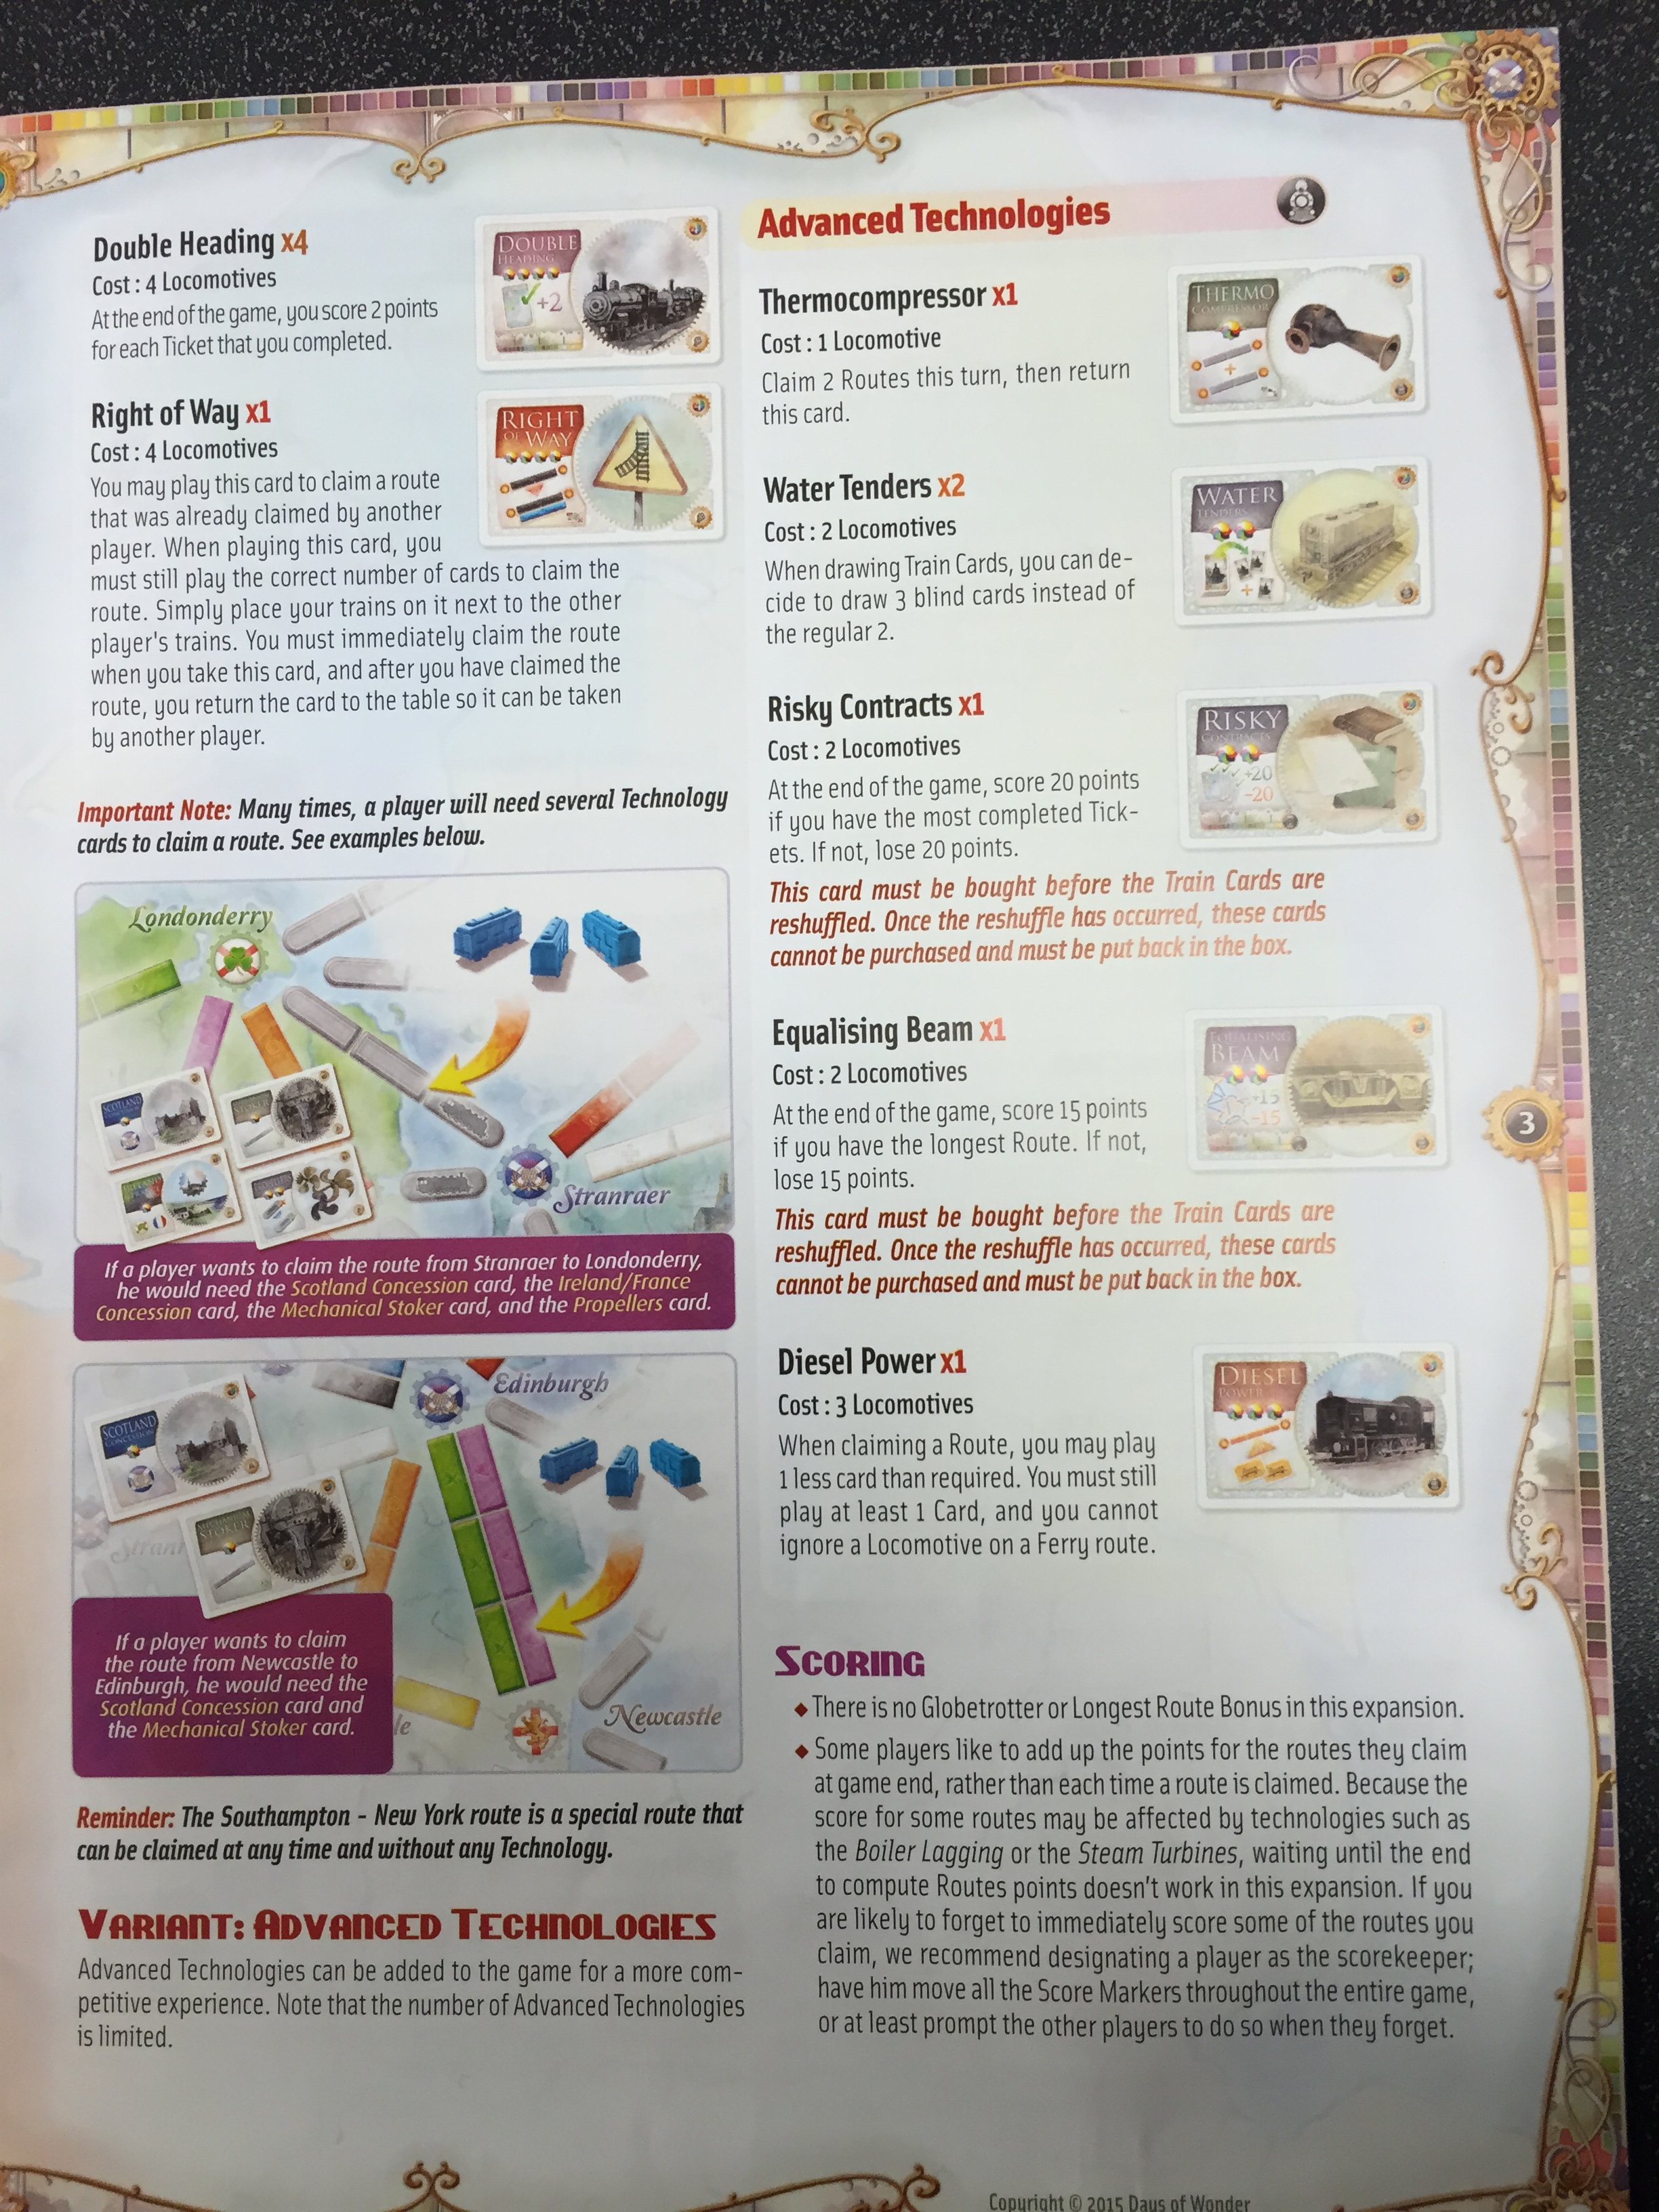 Double Heading x4
Cost : 4 Locomotives
At the end of the game, you score 2 points
for each Ticket that you completed.
DOUBLE
HEADING
+2
Right of Way x1
Cost : 4 Locomotives
RIGHT
OF WAY
You may play this card to claim a route
that was already claimed by another
player. When playing this card, you
must still play the correct number of cards to claim the
route. Simply place your trains on it next to the other
player's trains. You must immediately claim the route
when you take this card, and after you have claimed the
route, you return the card to the table so it can be taken
by another player.
Important Note: Many times, a player will need several Technology
cards to claim a route. See examples below.
Londonderry
SCOTLAND
Stranraer
If a player wants to claim the route from Stranraer to Londonderry,
he would need the Scotland Concession card, the Ireland/France
Concession card, the Mechanical Stoker card, and the Propellers card.
Edinburgh
SCOTLAND
CONCESSION
MECHANICAL
STOKER
Stranr
If a player wants to claim
the route from Newcastle to
Edinburgh, he would need the
Scotland Concession card and
the Mechanical Stoker card.
le
Newcastle
Reminder: The Southampton - New York route is a special route that
can be claimed at any time and without any Technology.
VARIANT: ADVANCED TECHNOLOGIES
Advanced Technologies can be added to the game for a more com-
petitive experience. Note that the number of Advanced Technologies
is limited.
Advanced Technologies
Thermocompressor x1
Cost : 1 Locomotive
Claim 2 Routes this turn, then return
this card.
THERMO
COMPRESSOR
+
Water Tenders x2
Cost : 2 Locomotives
When drawing Train Cards, you can de-
cide to draw 3 blind cards instead of
the regular 2.
WATER
TENDERS
+
Risky Contracts x1
Cost : 2 Locomotives
At the end of the game, score 20 points
if you have the most completed Tick-
ets. If not, lose 20 points.
RISKY
CONTRACTS
+20
-20
This card must be bought before the Train Cards are
reshuffled. Once the reshuffle has occurred, these cards
cannot be purchased and must be put back in the box.
Equalising Beam x1
Cost : 2 Locomotives
At the end of the game, score 15 points
if you have the longest Route. If not,
lose 15 points.
EQUALISING
BEAM
+15
-15
This card must be bought before the Train Cards are
reshuffled. Once the reshuffle has occurred, these cards
cannot be purchased and must be put back in the box.
3
Diesel Power x1
Cost : 3 Locomotives
When claiming a Route, you may play
1 less card than required. You must still
play at least 1 Card, and you cannot
ignore a Locomotive on a Ferry route.
DIESEL
POWER
SCORING
◆ There is no Globetrotter or Longest Route Bonus in this expansion.
◆ Some players like to add up the points for the routes they claim
at game end, rather than each time a route is claimed. Because the
score for some routes may be affected by technologies such as
the Boiler Lagging or the Steam Turbines, waiting until the end
to compute Routes points doesn't work in this expansion. If you
are likely to forget to immediately score some of the routes you
claim, we recommend designating a player as the scorekeeper;
have him move all the Score Markers throughout the entire game,
or at least prompt the other players to do so when they forget.
Copyright © 2015 Days of Wonder